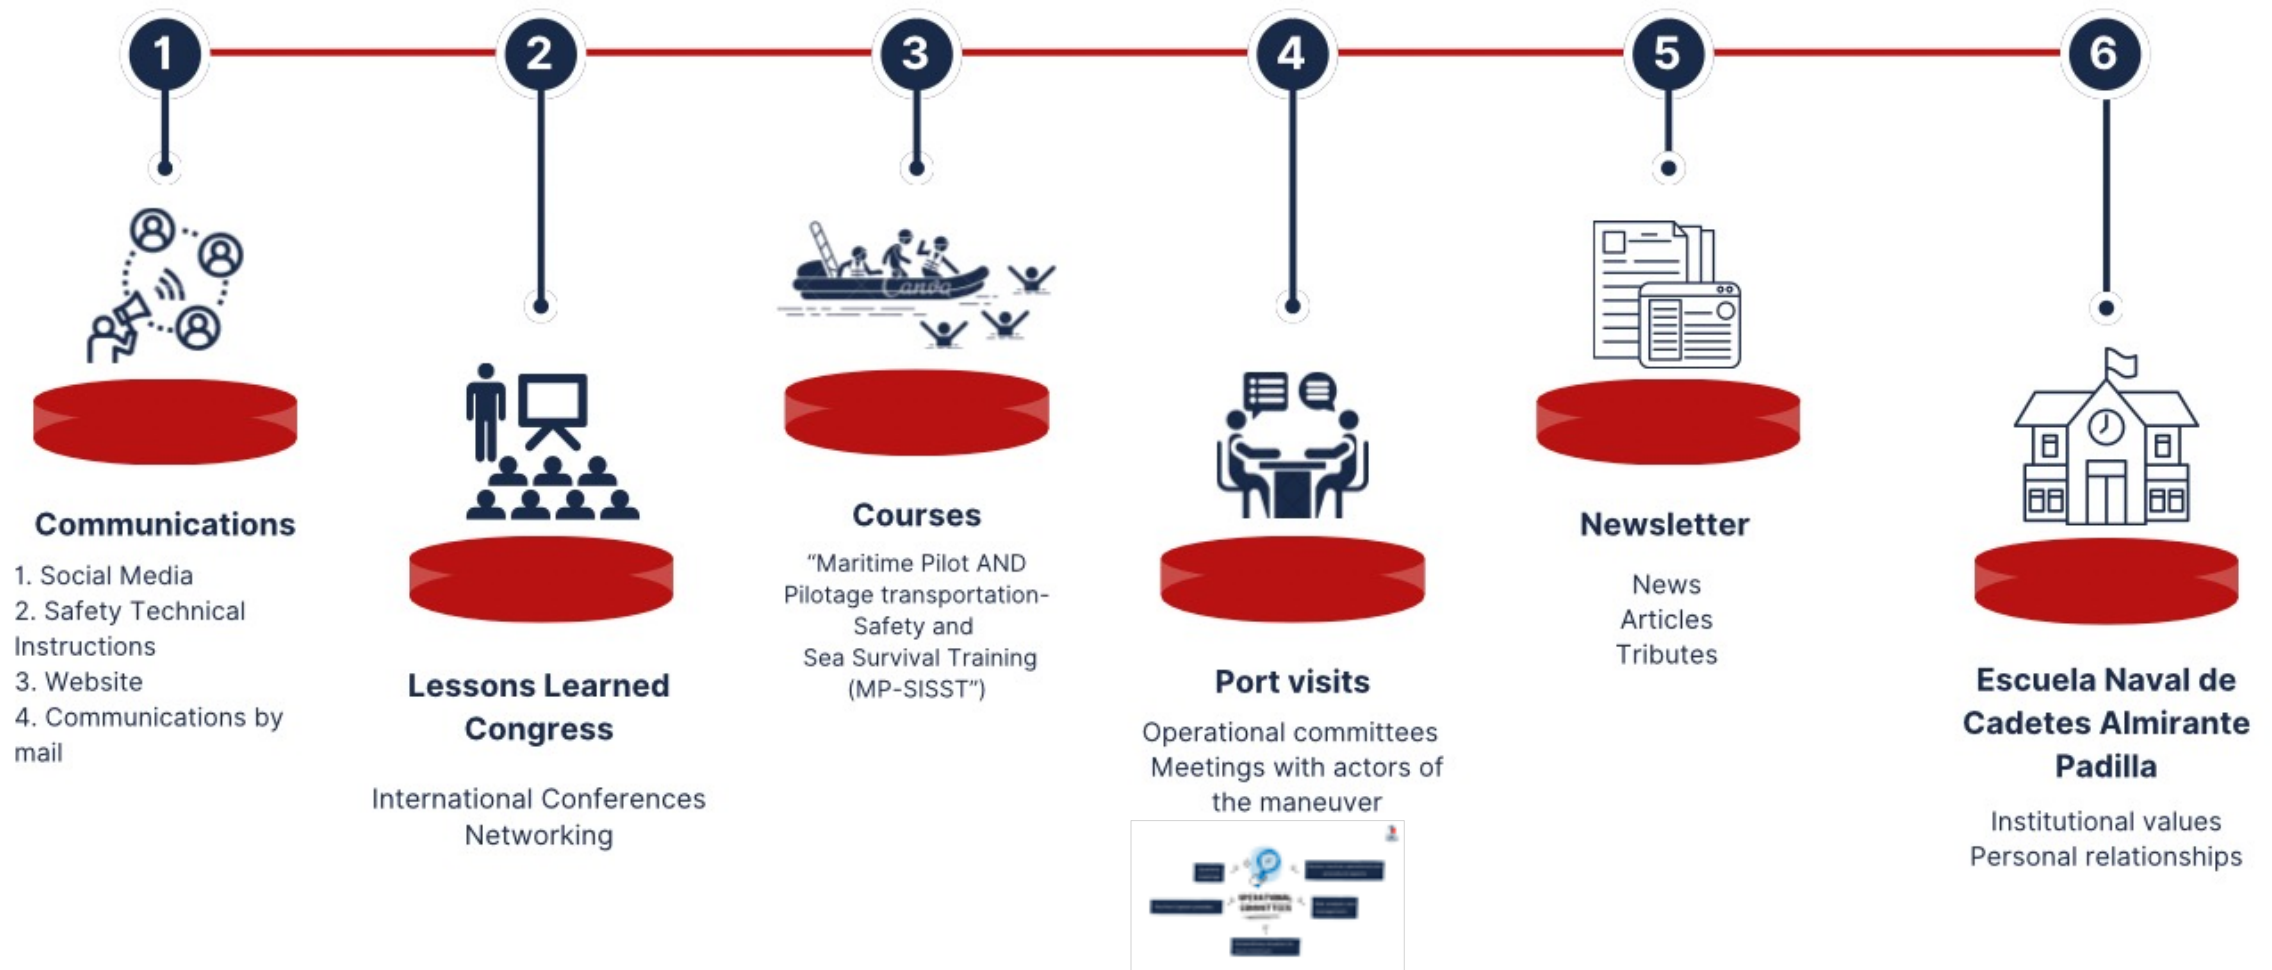 1
2
3
4
5
6
Communications
1. Social Media
2. Safety Technical
Instructions
3. Website
4. Communications by
mail
Lessons Learned
Congress
International Conferences
Networking
Canva
Courses
“Maritime Pilot AND
Pilotage transportation-
Safety and
Sea Survival Training
(MP-SISST”)
Port visits
Operational committees
Meetings with actors of
the maneuver
OPERATIONAL
COMMITTEES
Newsletter
News
Articles
Tributes
Escuela Naval de
Cadetes Almirante
Padilla
Institutional values
Personal relationships